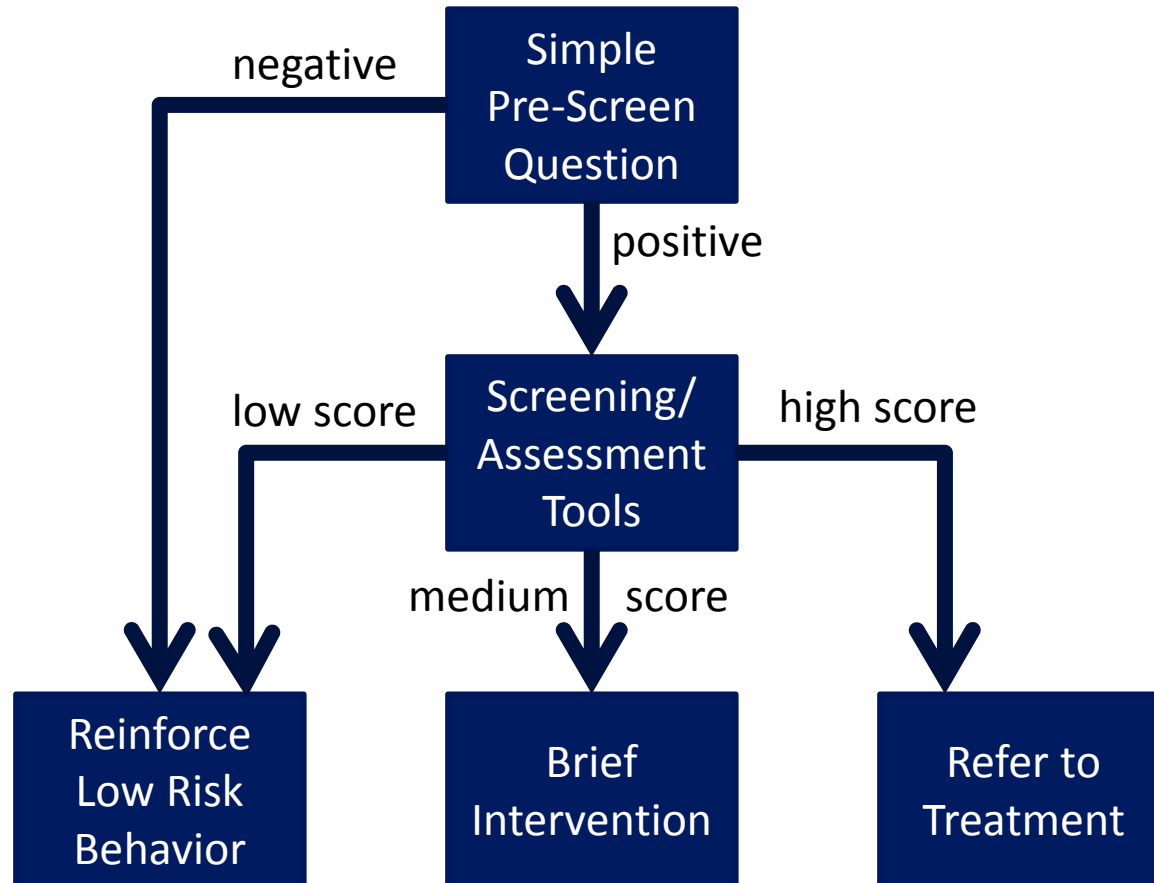 negative
Simple
Pre-Screen
Question
positive
low score
Screening/
Assessment
Tools
high score
medium score
Reinforce
Low Risk
Behavior
Brief
Intervention
Refer to
Treatment